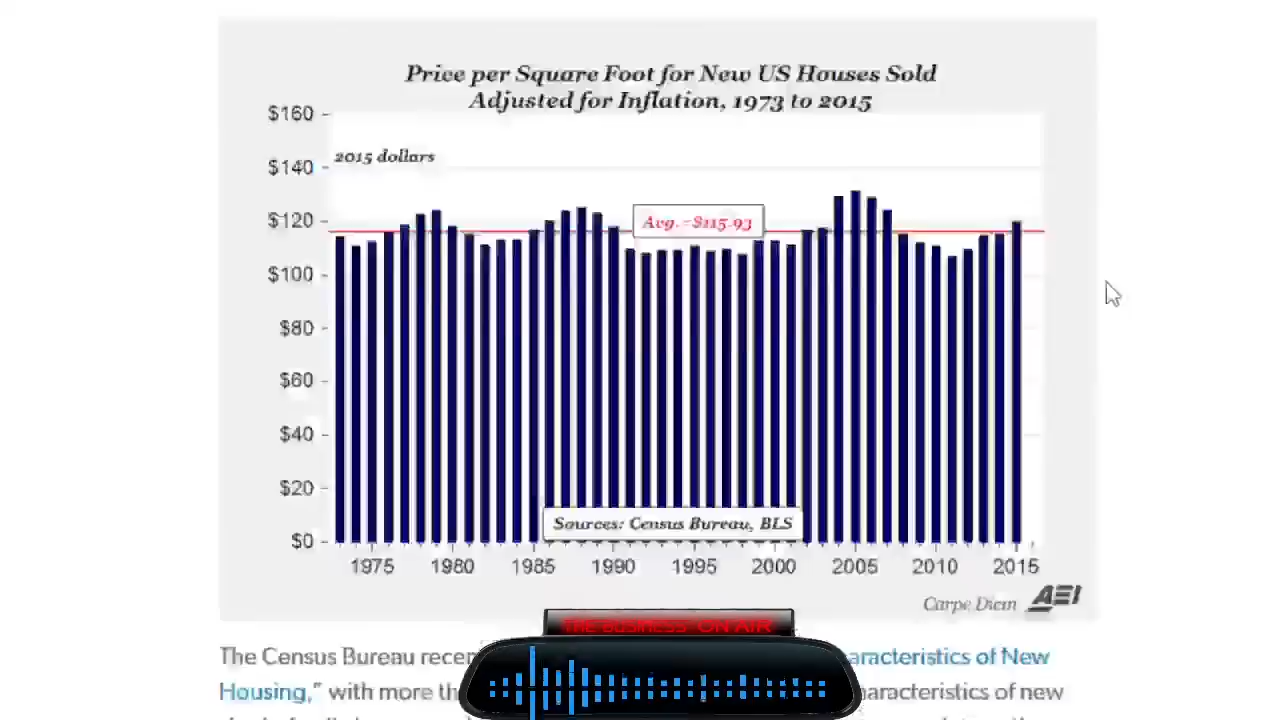 Price per Square Foot for New US Houses Sold
Adjusted for Inflation, 1973 to 2015
$160
2015 dollars
$140
$120
Avg. =$115.93
$100
$80
$60
$40
$20
Sources: Census Bureau, BLS
$0
1975 1980 1985 1990 1995 2000 2005 2010 2015
Carpe Diem AEI
THE BUSINESS ON AIR
The Census Bureau recen
aracteristics of New
Housing,” with more th
haracteristics of new